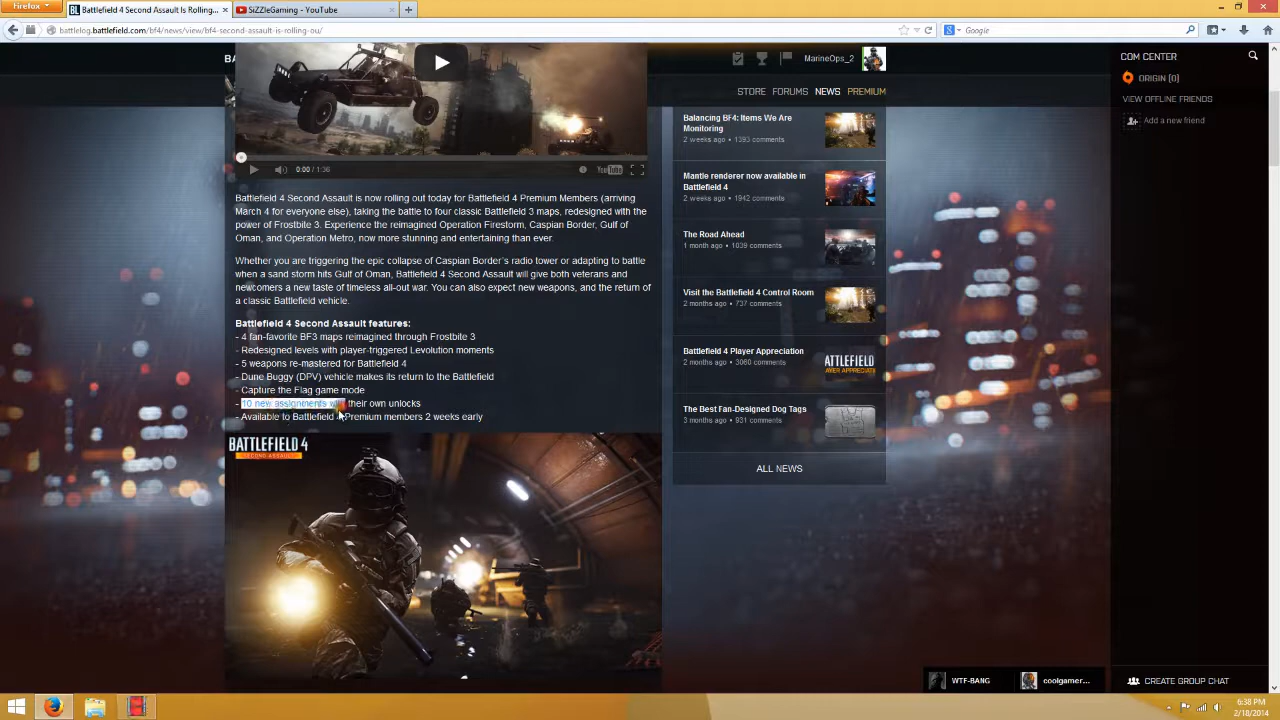 Firefox
Battlefield 4 Second Assault Is Rolling...
SiZZleGaming - YouTube
battlelog.battlefield.com/bf4/news/view/bf4-second-assault-is-rolling-ou/
Google
MarineOps_2
STORE FORUMS NEWS PREMIUM
COM CENTER
ORIGIN [0]
VIEW OFFLINE FRIENDS
Add a new friend
0:00 / 1:30
YouTube
Battlefield 4 Second Assault is now rolling out today for Battlefield 4 Premium Members (arriving
March 4 for everyone else), taking the battle to four classic Battlefield 3 maps, redesigned with the
power of Frostbite 3. Experience the reimagined Operation Firestorm, Caspian Border, Gulf of
Oman, and Operation Metro, now more stunning and entertaining than ever.
Whether you are triggering the epic collapse of Caspian Border's radio tower or adapting to battle
when a sand storm hits Gulf of Oman, Battlefield 4 Second Assault will give both veterans and
newcomers a new taste of timeless all-out war. You can also expect new weapons, and the return of
a classic Battlefield vehicle.
Battlefield 4 Second Assault features:
- 4 fan-favorite BF3 maps reimagined through Frostbite 3
- Redesigned levels with player-triggered Levolution moments
- 5 weapons re-mastered for Battlefield 4
- Dune Buggy (DPV) vehicle makes its return to the Battlefield
- Capture the Flag game mode
- 10 new assignments with their own unlocks
- Available to Battlefield Premium members 2 weeks early
BATTLEFIELD 4
SECOND ASSAULT
Balancing BF4: Items We Are
Monitoring
2 weeks ago • 1393 comments
Mantle renderer now available in
Battlefield 4
2 weeks ago • 1942 comments
The Road Ahead
1 month ago • 1039 comments
Visit the Battlefield 4 Control Room
2 months ago • 737 comments
Battlefield 4 Player Appreciation
2 months ago • 3060 comments
ATTLEFIELD
The Best Fan-Designed Dog Tags
3 months ago • 931 comments
ALL NEWS
WTF-BANG
coolgamer...
CREATE GROUP CHAT
6:38 PM
2/18/2014